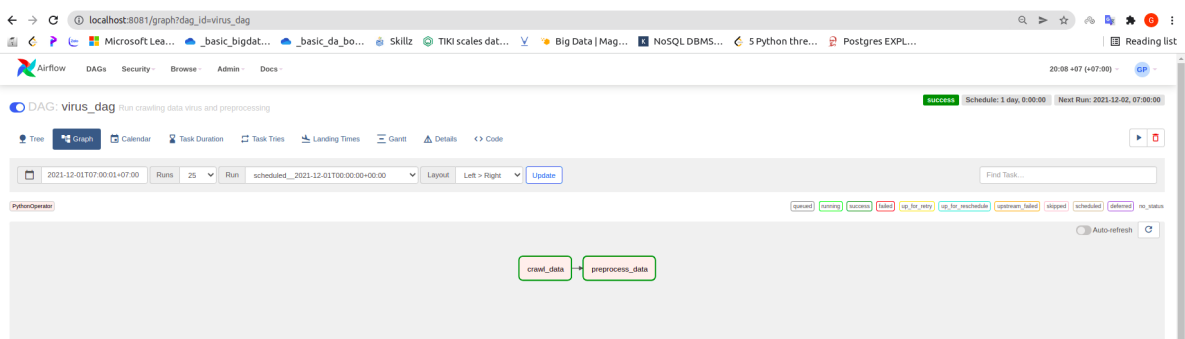 localhost:8081/graph?dag_id=virus_dag
G
Microsoft Lea... _basic_bigdat... _basic_da_bo... Skillz TIKI scales dat... Big Data | Mag... NoSQL DBMS... 5 Python thre... Postgres EXPL... Reading list
Airflow DAGs Security Browse Admin Docs 20:08 +07 (+07:00) GP
DAG: virus_dag Run crawling data virus and preprocessing success Schedule: 1 day, 0:00:00 Next Run: 2021-12-02, 07:00:00
Tree Graph Calendar Task Duration Task Tries Landing Times Gantt Details <> Code
2021-12-01T07:00:01+07:00 Runs 25 Run scheduled__2021-12-01T00:00:00+00:00 Layout Left > Right Update Find Task...
PythonOperator queued running success failed up_for_retry up_for_reschedule upstream_failed skipped scheduled deferred no_status
Auto-refresh
crawl_data preprocess_data